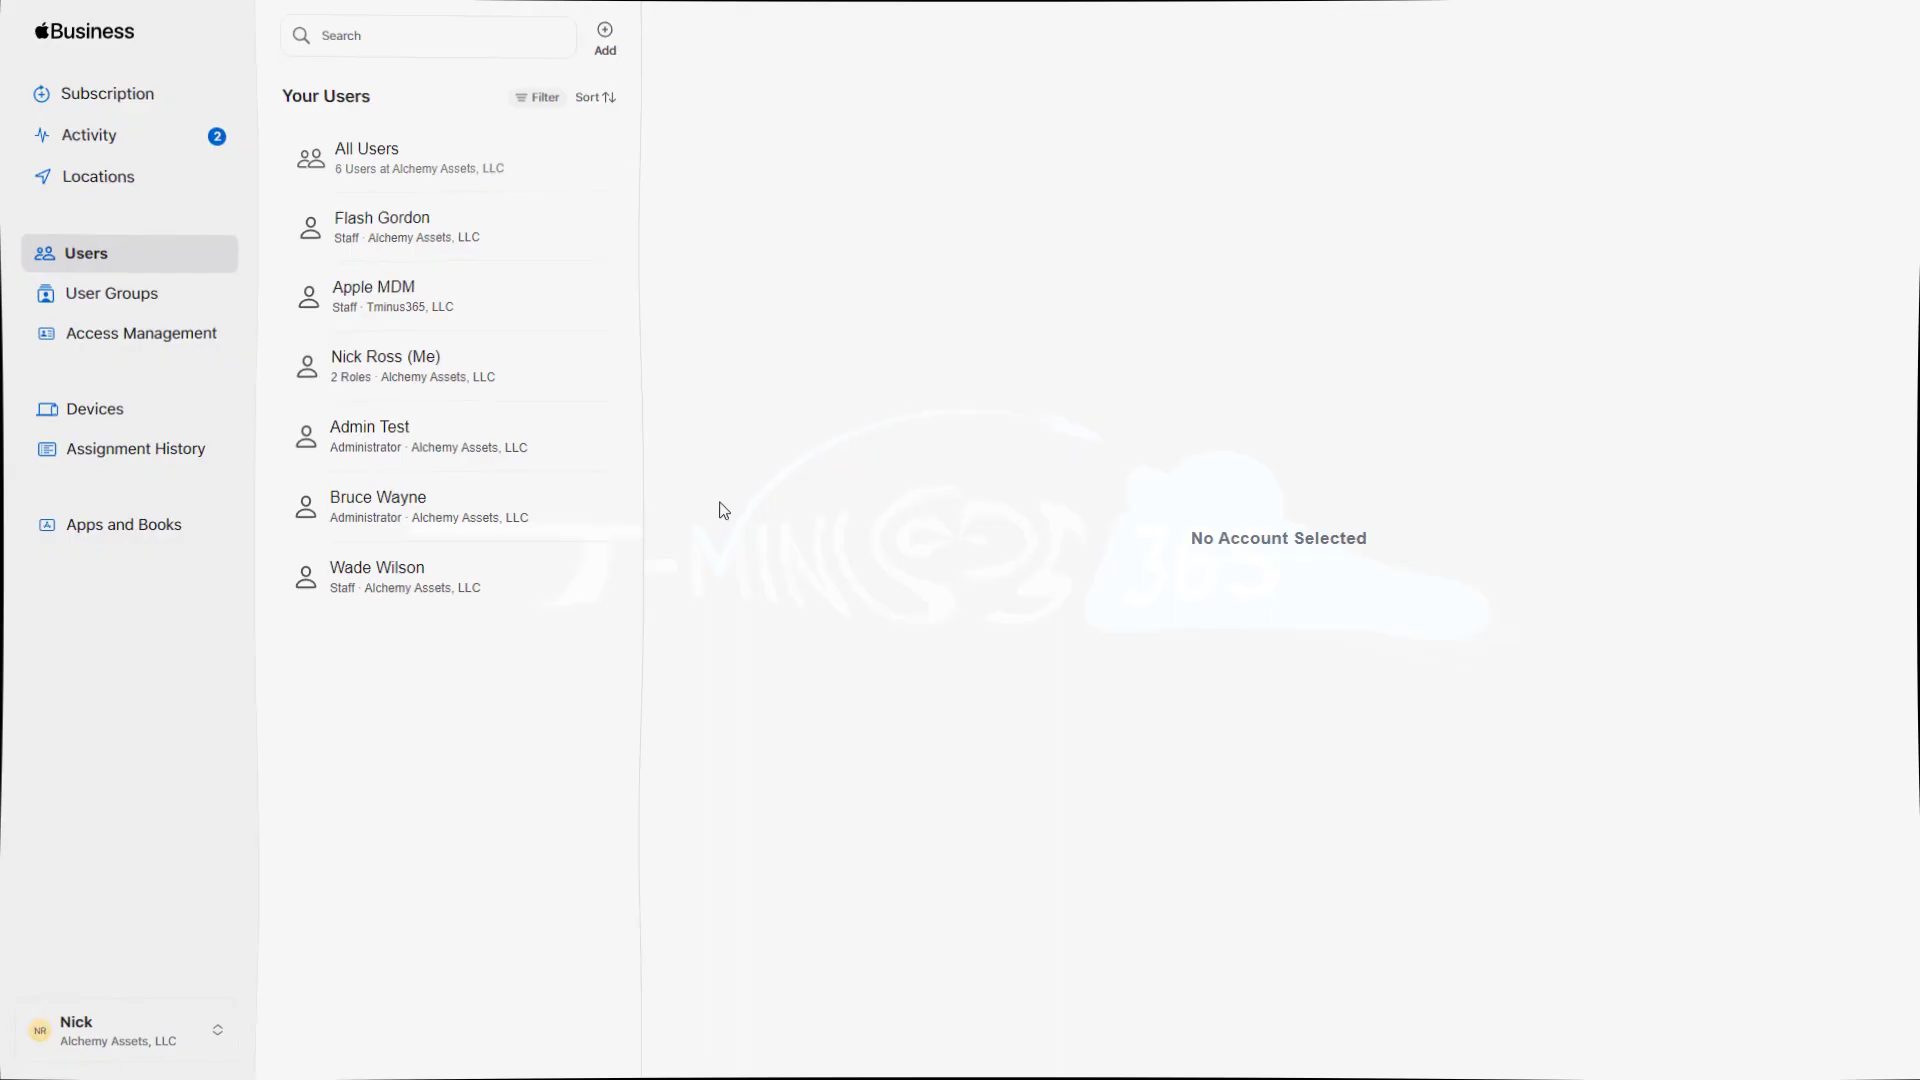 Business
Subscription
Activity
2
Locations
Users
User Groups
Access Management
Devices
Assignment History
Apps and Books
NR
Nick
Alchemy Assets, LLC
Search
Add
Your Users
Filter
Sort
All Users
6 Users at Alchemy Assets, LLC
Flash Gordon
Staff · Alchemy Assets, LLC
Apple MDM
Staff · Tminus365, LLC
Nick Ross (Me)
2 Roles · Alchemy Assets, LLC
Admin Test
Administrator · Alchemy Assets, LLC
Bruce Wayne
Administrator · Alchemy Assets, LLC
Wade Wilson
Staff · Alchemy Assets, LLC
No Account Selected
365